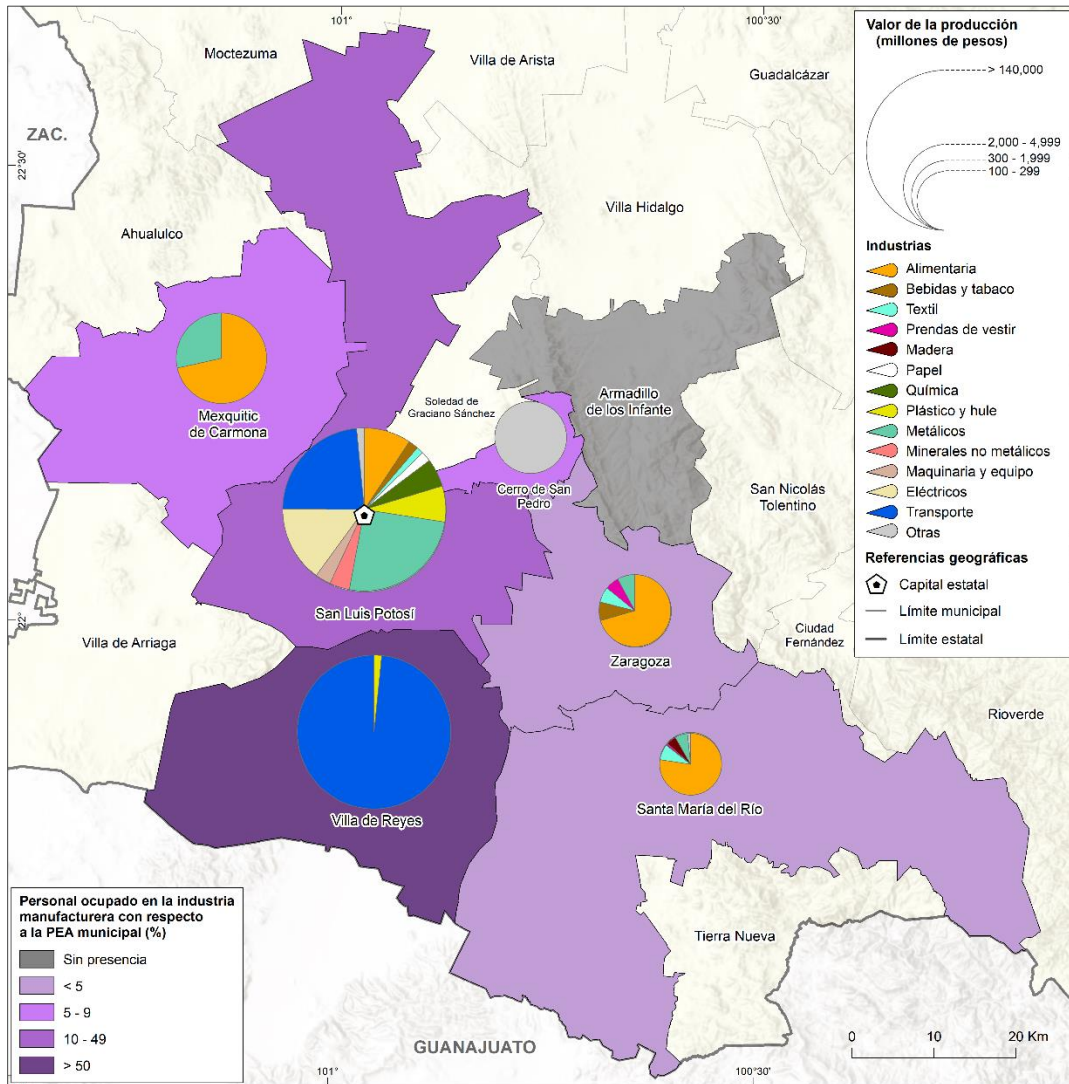 101°
100°30'
Moctezuma
Villa de Arista
Guadalcázar
ZAC.
22°30'
Villa Hidalgo
Ahualulco
Soledad de
Graciano Sánchez
Armadillo
de los Infante
Mexquitic
de Carmona
Cerro de San
Pedro
San Nicolás
Tolentino
San Luis Potosí
22°
Villa de Arriaga
Ciudad
Fernández
Zaragoza
Rioverde
Villa de Reyes
Santa María del Río
Tierra Nueva
GUANAJUATO
101°
100°30'
Valor de la producción
(millones de pesos)
> 140,000
2,000 - 4,999
300 - 1,999
100 - 299
Industrias
Alimentaria
Bebidas y tabaco
Textil
Prendas de vestir
Madera
Papel
Química
Plástico y hule
Metálicos
Minerales no metálicos
Maquinaria y equipo
Eléctricos
Transporte
Otras
Referencias geográficas
Capital estatal
Límite municipal
Límite estatal
Personal ocupado en la industria
manufacturera con respecto
a la PEA municipal (%)
Sin presencia
< 5
5 - 9
10 - 49
> 50
0 10 20 Km